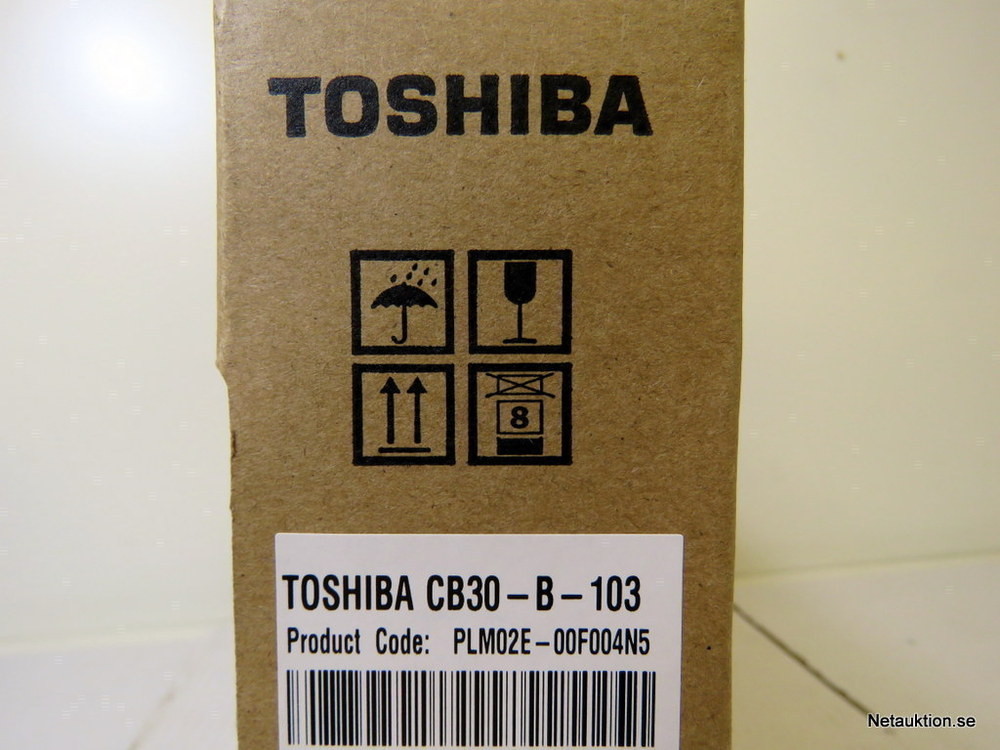 TOSHIBA
8
TOSHIBA CB30-B-103
Product Code: PLM02E-00F004N5
Netauktion.se